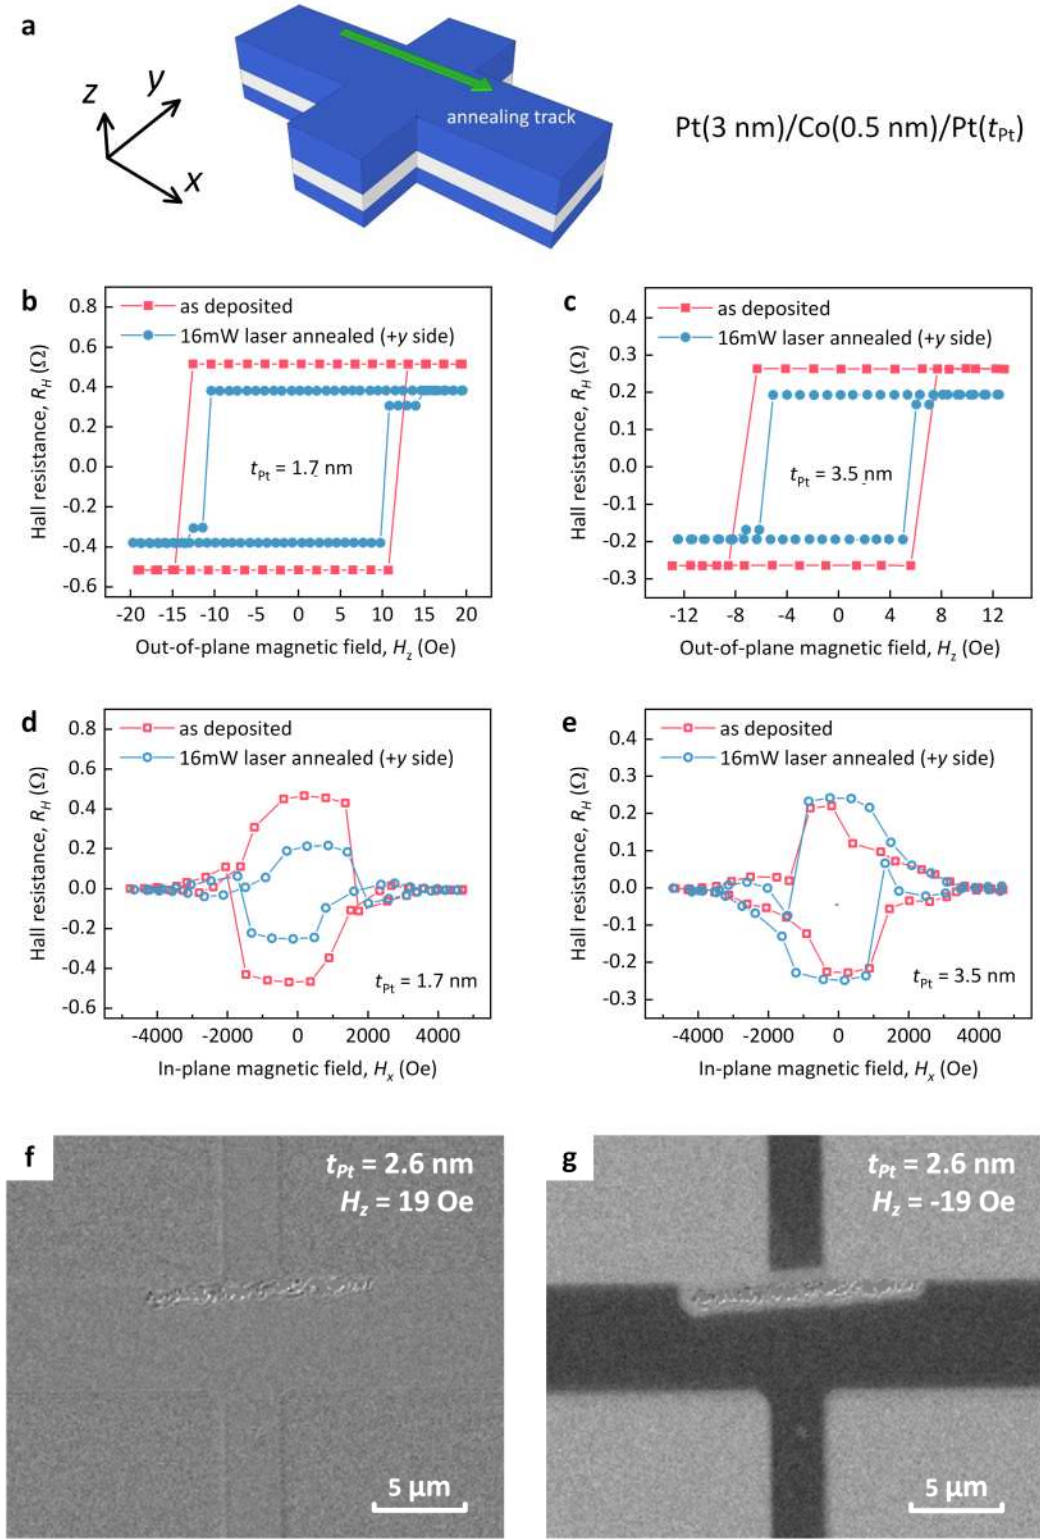 a
z
y
x
annealing track
Pt(3 nm)/Co(0.5 nm)/Pt(tPt)
b
as deposited
16mW laser annealed (+y side)
Hall resistance, RH (Ω)
0.8
0.6
0.4
0.2
0.0
-0.2
-0.4
-0.6
tPt = 1.7 nm
-20 -15 -10 -5 0 5 10 15 20
Out-of-plane magnetic field, Hz (Oe)
c
as deposited
16mW laser annealed (+y side)
Hall resistance, RH (Ω)
0.4
0.3
0.2
0.1
0.0
-0.1
-0.2
-0.3
tPt = 3.5 nm
-12 -8 -4 0 4 8 12
Out-of-plane magnetic field, Hz (Oe)
d
as deposited
16mW laser annealed (+y side)
Hall resistance, RH (Ω)
0.8
0.6
0.4
0.2
0.0
-0.2
-0.4
-0.6
tPt = 1.7 nm
-4000 -2000 0 2000 4000
In-plane magnetic field, Hx (Oe)
e
as deposited
16mW laser annealed (+y side)
Hall resistance, RH (Ω)
0.4
0.3
0.2
0.1
0.0
-0.1
-0.2
-0.3
tPt = 3.5 nm
-4000 -2000 0 2000 4000
In-plane magnetic field, Hx (Oe)
f
tPt = 2.6 nm
Hz = 19 Oe
5 μm
g
tPt = 2.6 nm
Hz = -19 Oe
5 μm